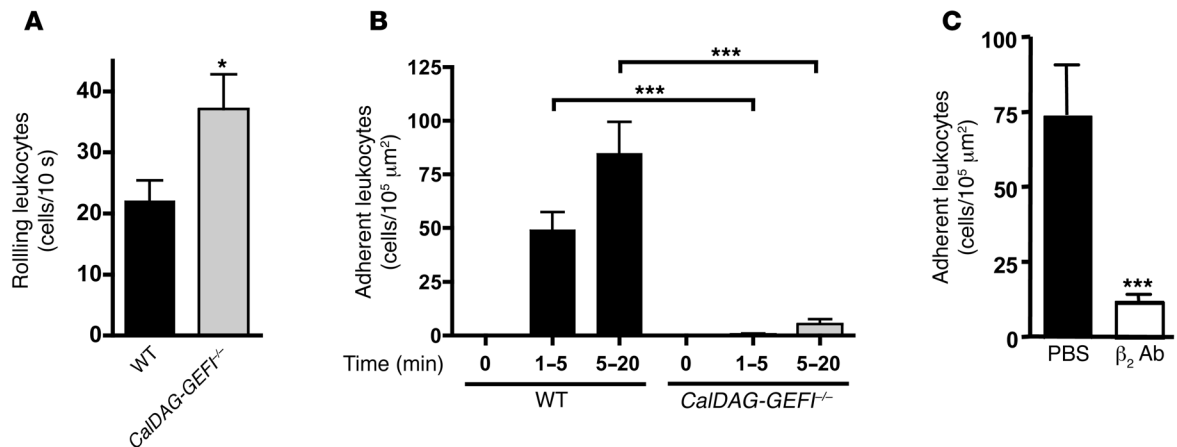 A
Rollling leukocytes
(cells/10 s)
40
30
20
10
0
*
WT
CalDAG-GEFI⁻/⁻
B
Adherent leukocytes
(cells/10⁵ μm²)
125
100
75
50
25
0
***
***
Time (min) 0 1–5 5–20 0 1–5 5–20
WT CalDAG-GEFI⁻/⁻
C
Adherent leukocytes
(cells/10⁵ μm²)
100
75
50
25
0
***
PBS β₂ Ab